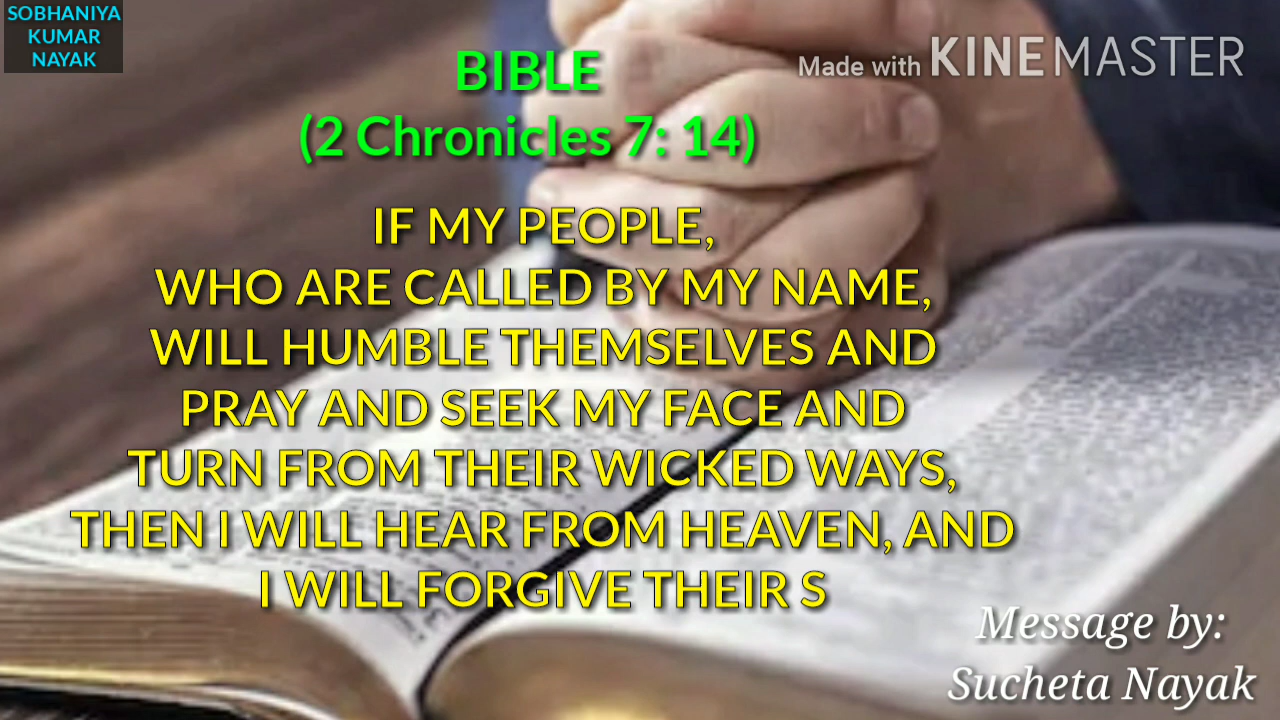 SOBHANIYA
KUMAR
NAYAK
Made with KINEMASTER
BIBLE
(2 Chronicles 7: 14)
IF MY PEOPLE,
WHO ARE CALLED BY MY NAME,
WILL HUMBLE THEMSELVES AND
PRAY AND SEEK MY FACE AND
TURN FROM THEIR WICKED WAYS,
THEN I WILL HEAR FROM HEAVEN, AND
I WILL FORGIVE THEIR S
Message by:
Sucheta Nayak